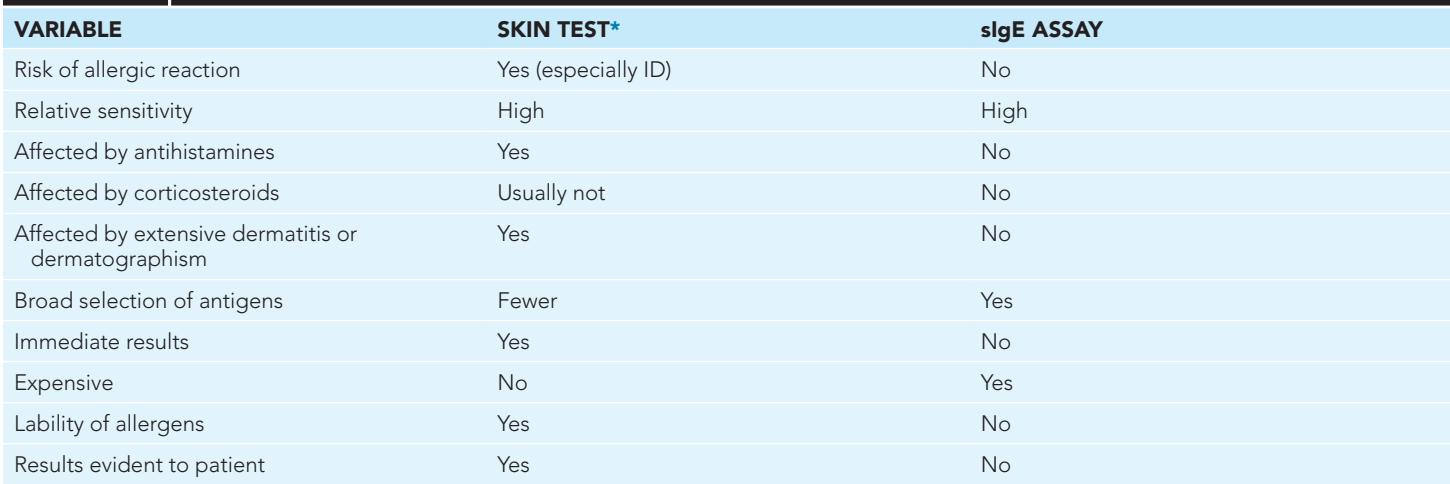 VARIABLE SKIN TEST* sIgE ASSAY
Risk of allergic reaction Yes (especially ID) No
Relative sensitivity High High
Affected by antihistamines Yes No
Affected by corticosteroids Usually not No
Affected by extensive dermatitis or Yes No
dermatographism
Broad selection of antigens Fewer Yes
Immediate results Yes No
Expensive No Yes
Lability of allergens Yes No
Results evident to patient Yes No